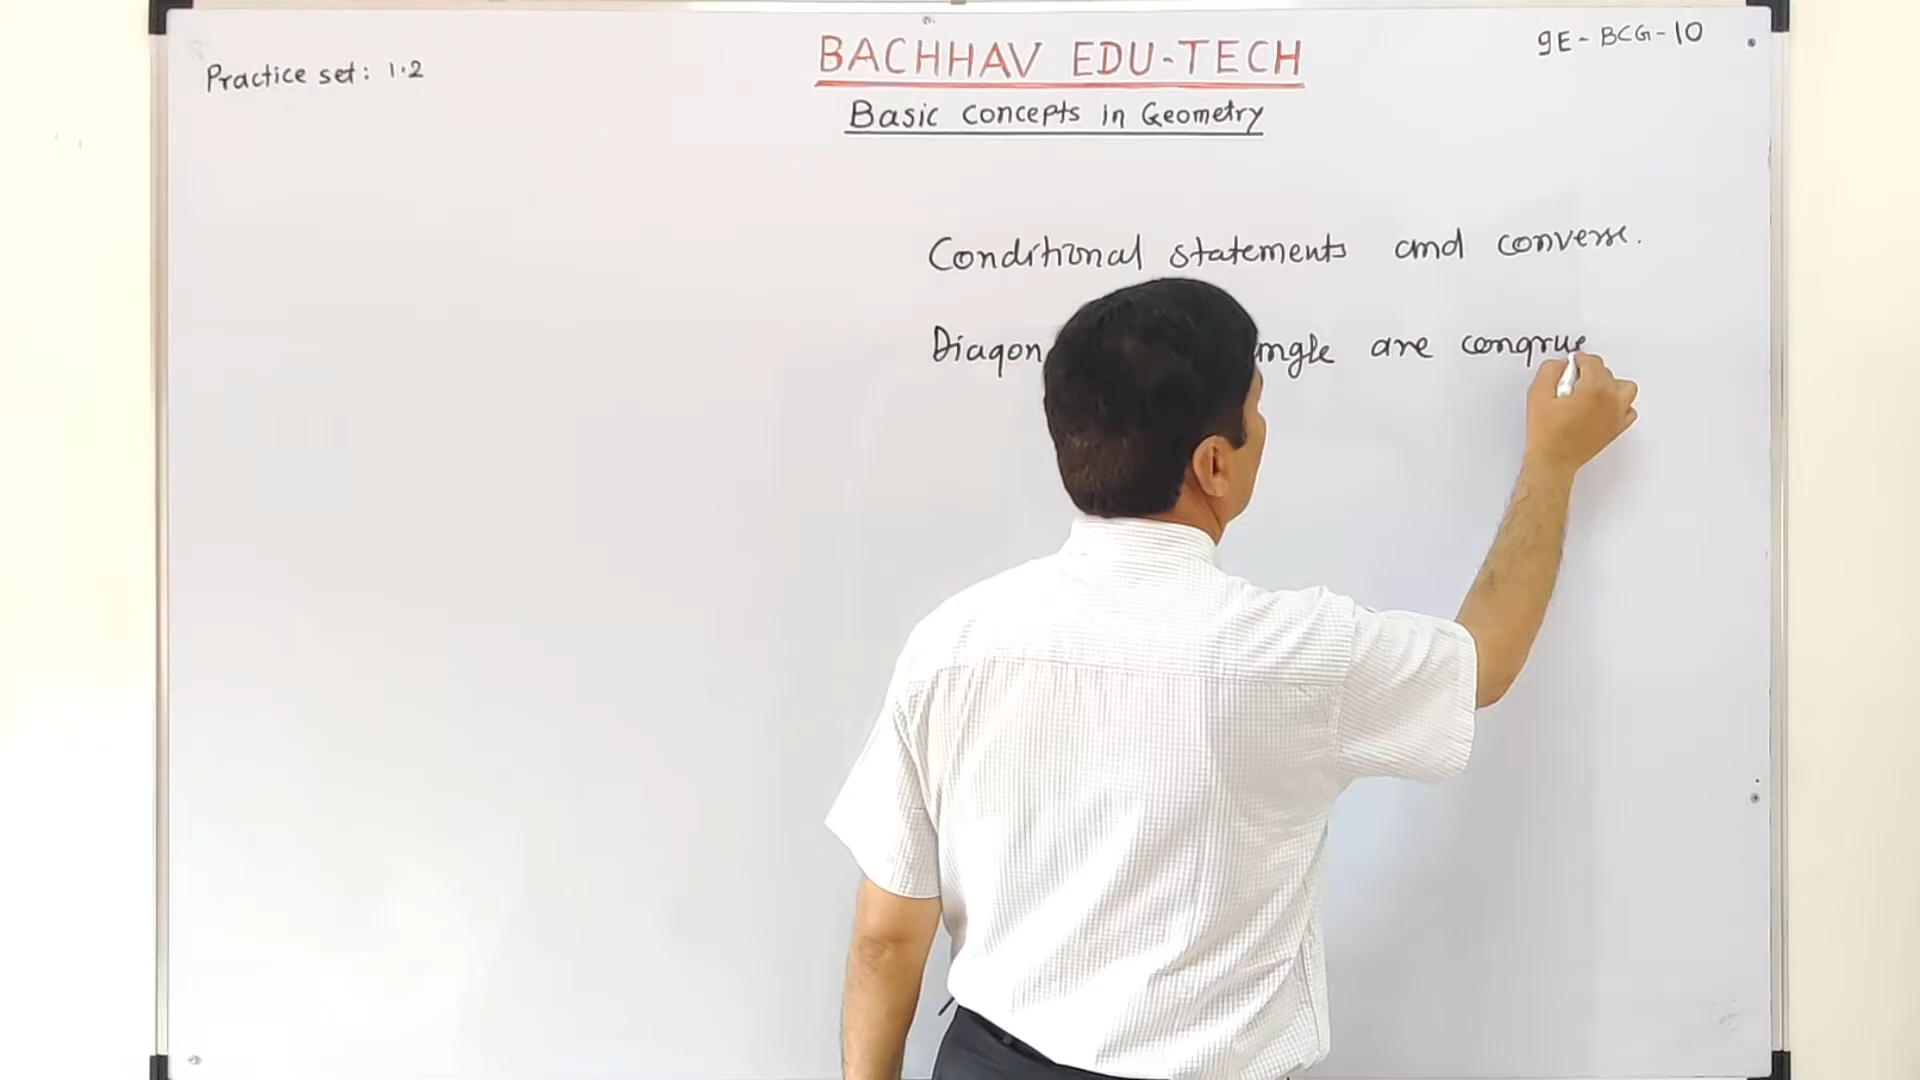 Practice set: 1.2
BACHHAV EDU-TECH
9E-BCG-10
Basic concepts in Geometry
Conditional statements and converse.
Diagon ngle are congrue